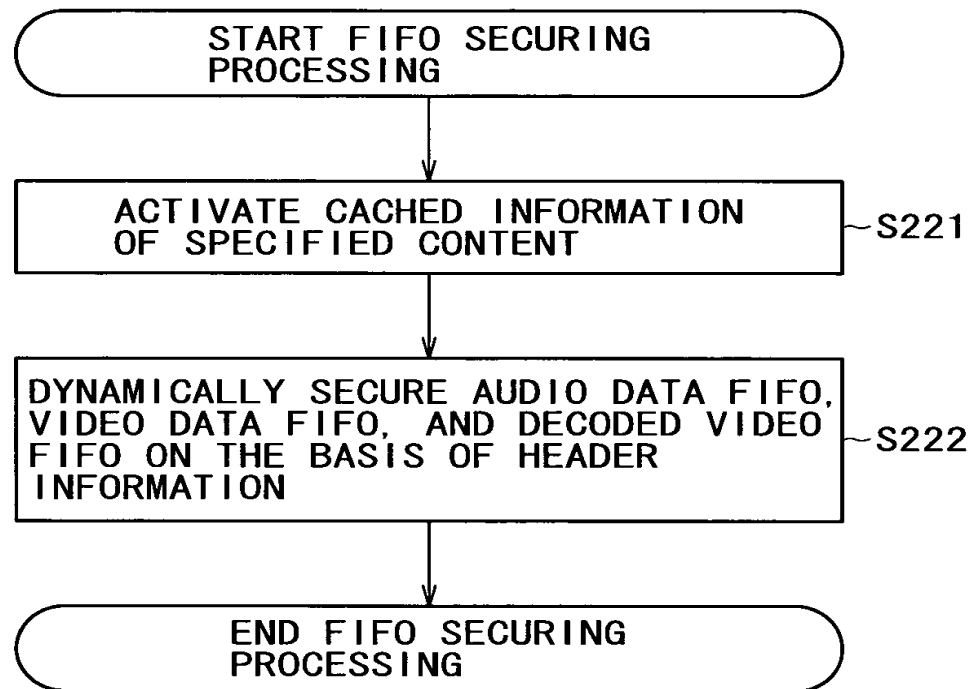 START FIFO SECURING
PROCESSING
ACTIVATE CACHED INFORMATION
OF SPECIFIED CONTENT
S221
DYNAMICALLY SECURE AUDIO DATA FIFO,
VIDEO DATA FIFO, AND DECODED VIDEO
FIFO ON THE BASIS OF HEADER
INFORMATION
S222
END FIFO SECURING
PROCESSING